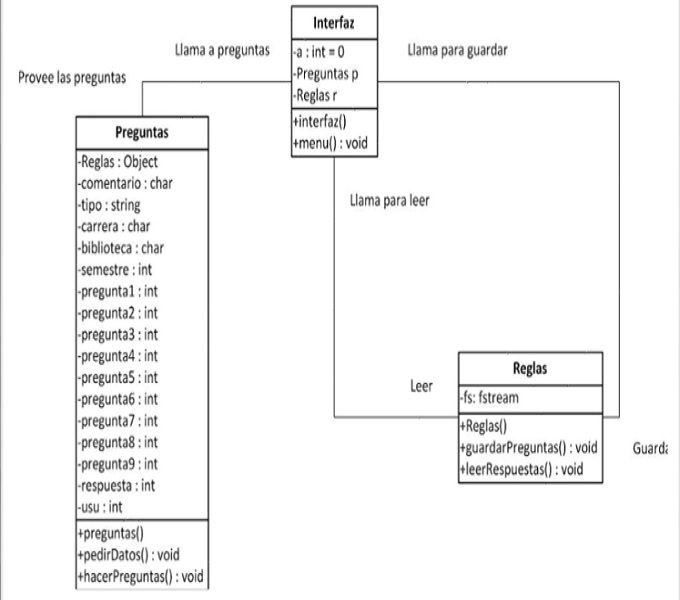 Interfaz
-a : int = 0
-Preguntas p
-Reglas r
+interfaz()
+menu() : void
Llama a preguntas
Llama para guardar
Provee las preguntas
Preguntas
-Reglas : Object
-comentario : char
-tipo : string
-carrera : char
-biblioteca : char
-semestre : int
-pregunta1 : int
-pregunta2 : int
-pregunta3 : int
-pregunta4 : int
-pregunta5 : int
-pregunta6 : int
-pregunta7 : int
-pregunta8 : int
-pregunta9 : int
-respuesta : int
-usu : int
+preguntas()
+pedirDatos() : void
+hacerPreguntas() : void
Llama para leer
Leer
Reglas
-fs: fstream
+Reglas()
+guardarPreguntas() : void
+leerRespuestas() : void
Guarda